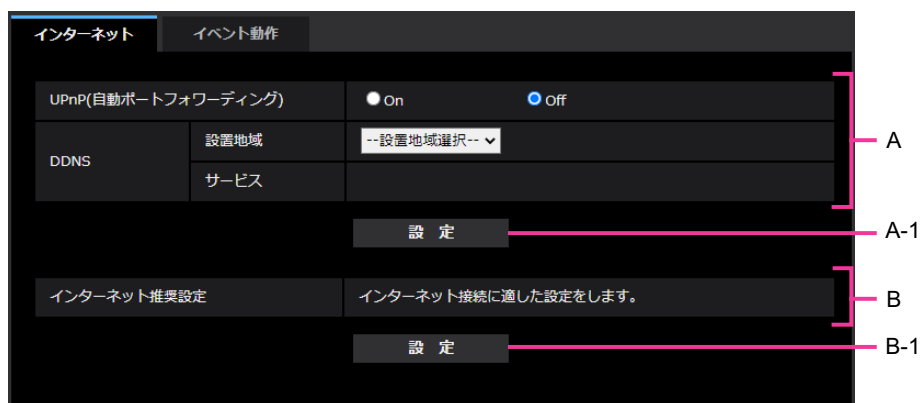 インターネット イベント動作
UPnP(自動ポートフォワーディング) On Off
A
DDNS 設置地域 --設置地域選択--
サービス
設 定 A-1
インターネット推奨設定 インターネット接続に適した設定をします。 B
設 定 B-1